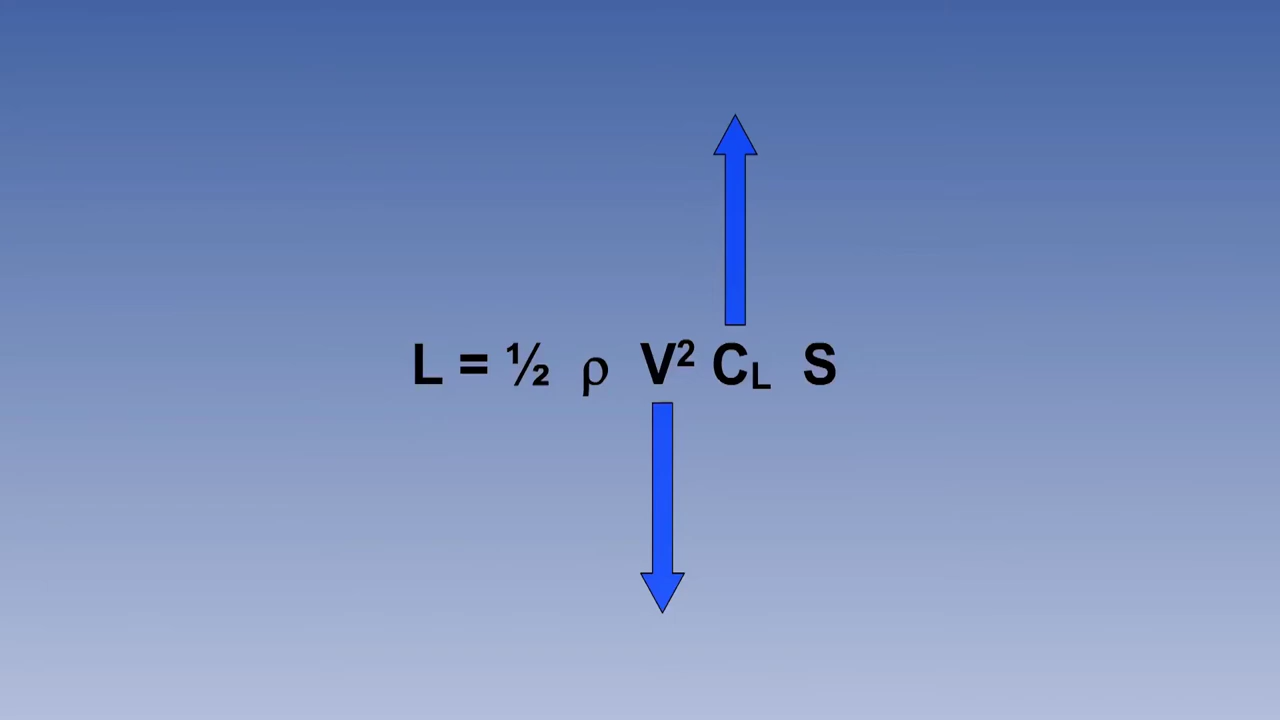 L = ½ ρ V² C_L S